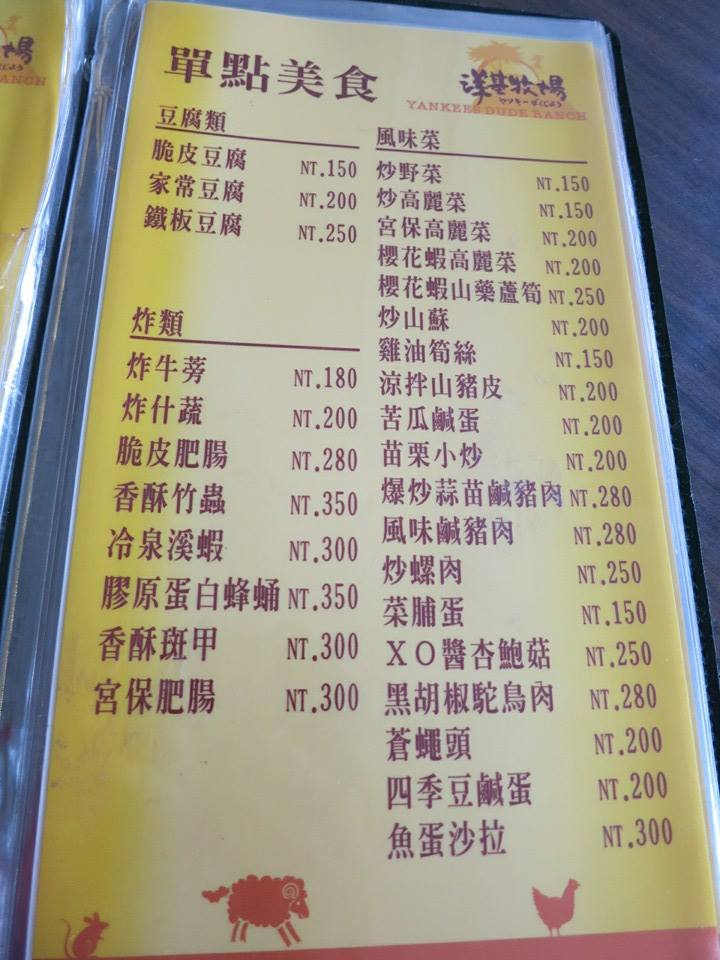 單點美食
洋基牧場
ヤンキーぼくじょう
YANKEES DUDE RANCH
豆腐類
脆皮豆腐 NT.150
家常豆腐 NT.200
鐵板豆腐 NT.250
炸類
炸牛蒡 NT.180
炸什蔬 NT.200
脆皮肥腸 NT.280
香酥竹蟲 NT.350
冷泉溪蝦 NT.300
膠原蛋白蜂蛹 NT.350
香酥斑甲 NT.300
宮保肥腸 NT.300
風味菜
炒野菜 NT.150
炒高麗菜 NT.150
宮保高麗菜 NT.200
櫻花蝦高麗菜 NT.200
櫻花蝦山藥蘆筍 NT.250
炒山蘇 NT.200
雞油筍絲 NT.150
涼拌山豬皮 NT.200
苦瓜鹹蛋 NT.200
苗栗小炒 NT.200
爆炒蒜苗鹹豬肉 NT.280
風味鹹豬肉 NT.280
炒螺肉 NT.250
菜脯蛋 NT.150
XO醬杏鮑菇 NT.250
黑胡椒駝鳥肉 NT.280
蒼蠅頭 NT.200
四季豆鹹蛋 NT.200
魚蛋沙拉 NT.300